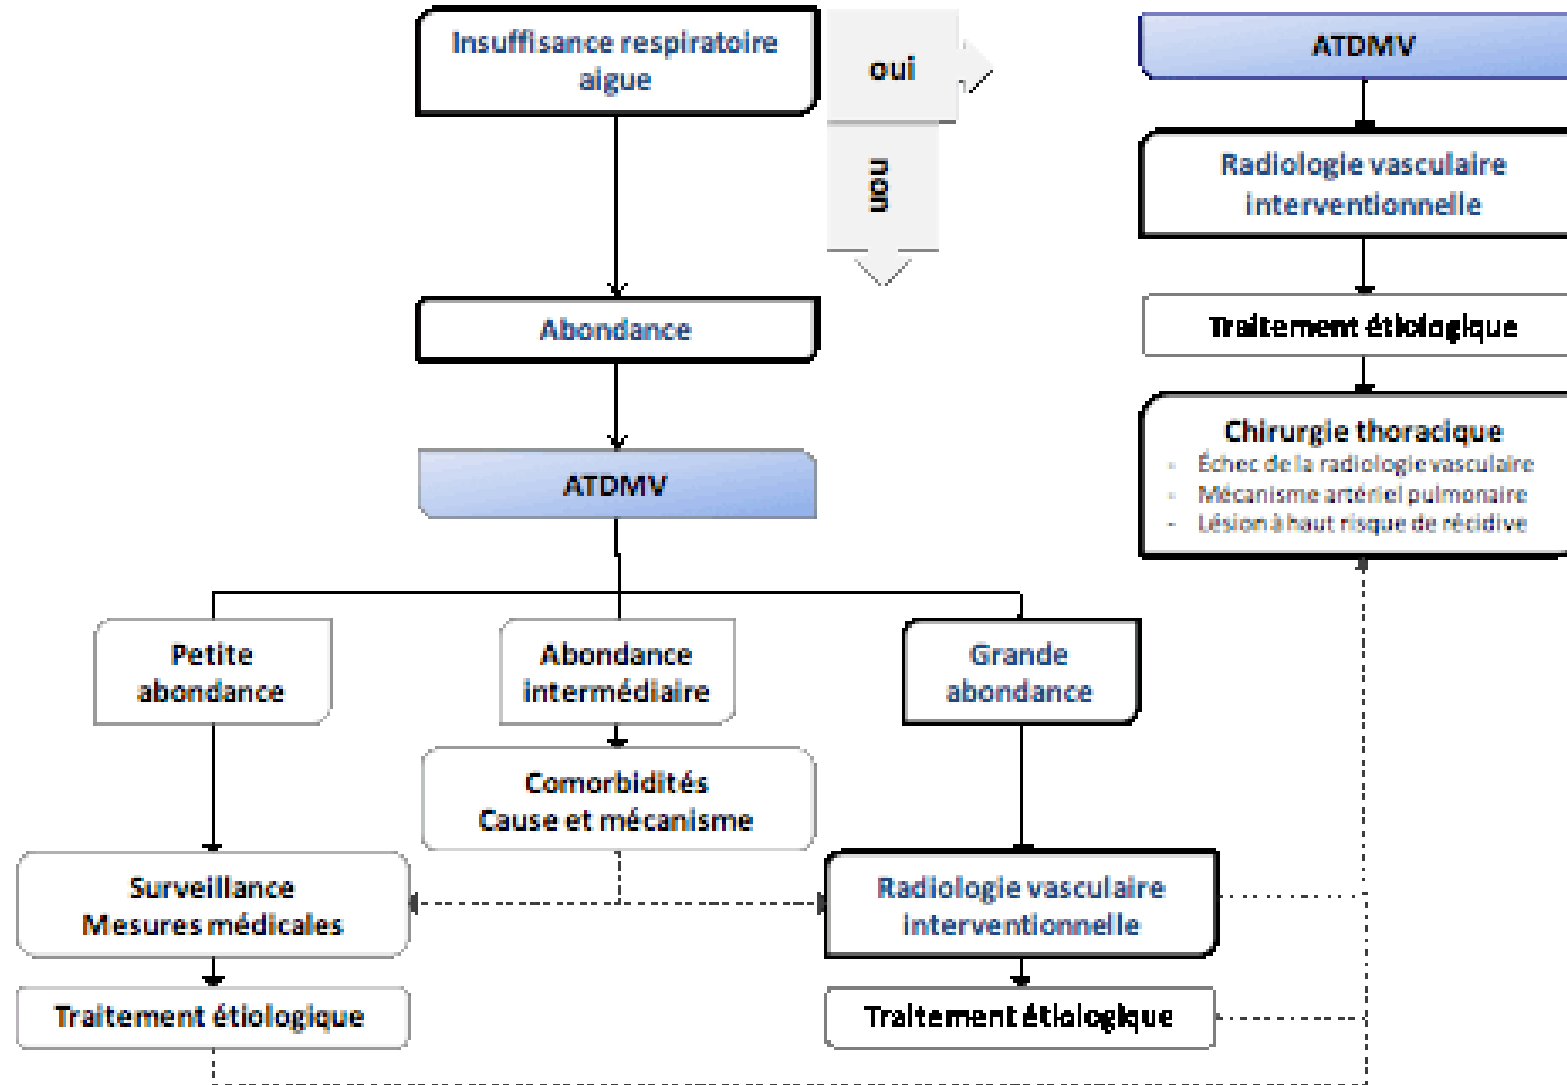 Insuffisance respiratoire
aigue
oui
non
Abondance
ATDMV
Petite
abondance
Abondance
intermédiaire
Grande
abondance
Comorbidités
Cause et mécanisme
Surveillance
Mesures médicales
Radiologie vasculaire
interventionnelle
Traitement étiologique
Traitement étiologique
ATDMV
Radiologie vasculaire
interventionnelle
Traitement étiologique
Chirurgie thoracique
- Échec de la radiologie vasculaire
- Mécanisme artériel pulmonaire
- Lésion à haut risque de récidive